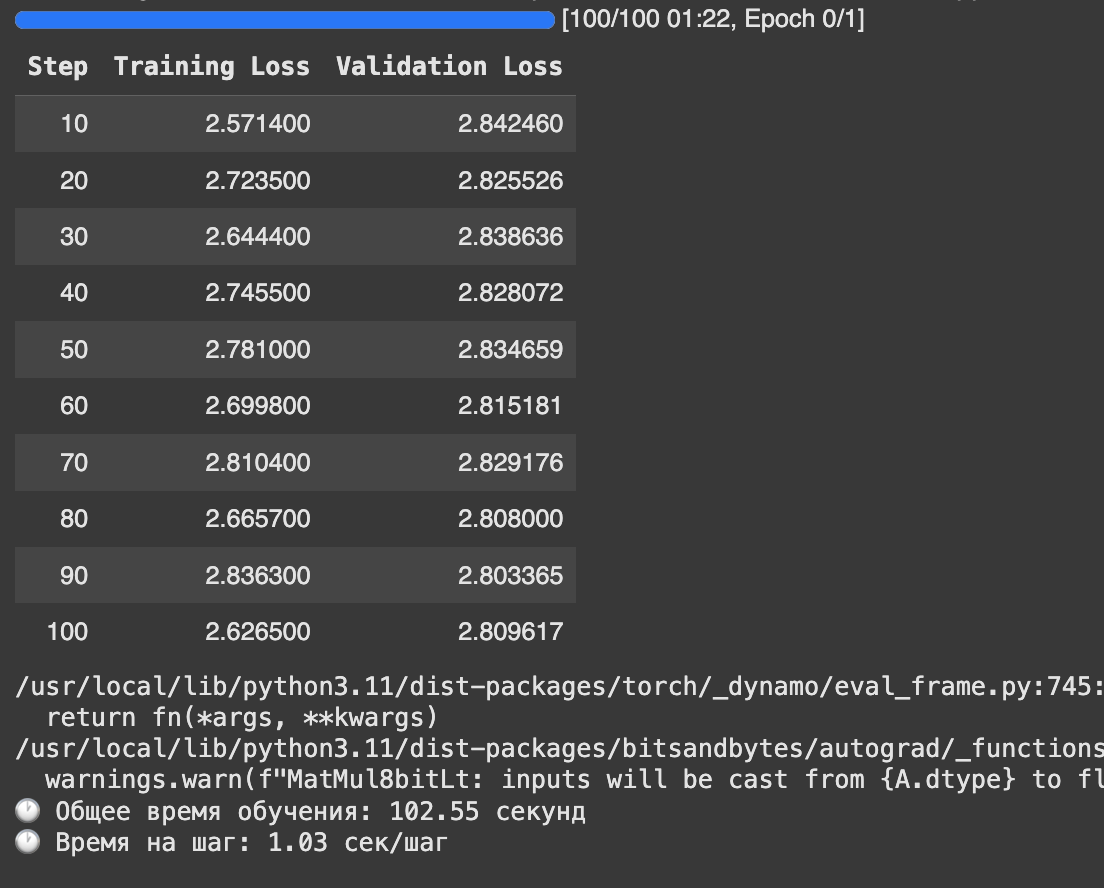 [100/100 01:22, Epoch 0/1]
Step Training Loss Validation Loss
10 2.571400 2.842460
20 2.723500 2.825526
30 2.644400 2.838636
40 2.745500 2.828072
50 2.781000 2.834659
60 2.699800 2.815181
70 2.810400 2.829176
80 2.665700 2.808000
90 2.836300 2.803365
100 2.626500 2.809617
/usr/local/lib/python3.11/dist-packages/torch/_dynamo/eval_frame.py:745:
return fn(*args, **kwargs)
/usr/local/lib/python3.11/dist-packages/bitsandbytes/autograd/_functions
warnings.warn(f"MatMul8bitLt: inputs will be cast from {A.dtype} to fl
🕐 Общее время обучения: 102.55 секунд
🕐 Время на шаг: 1.03 сек/шаг